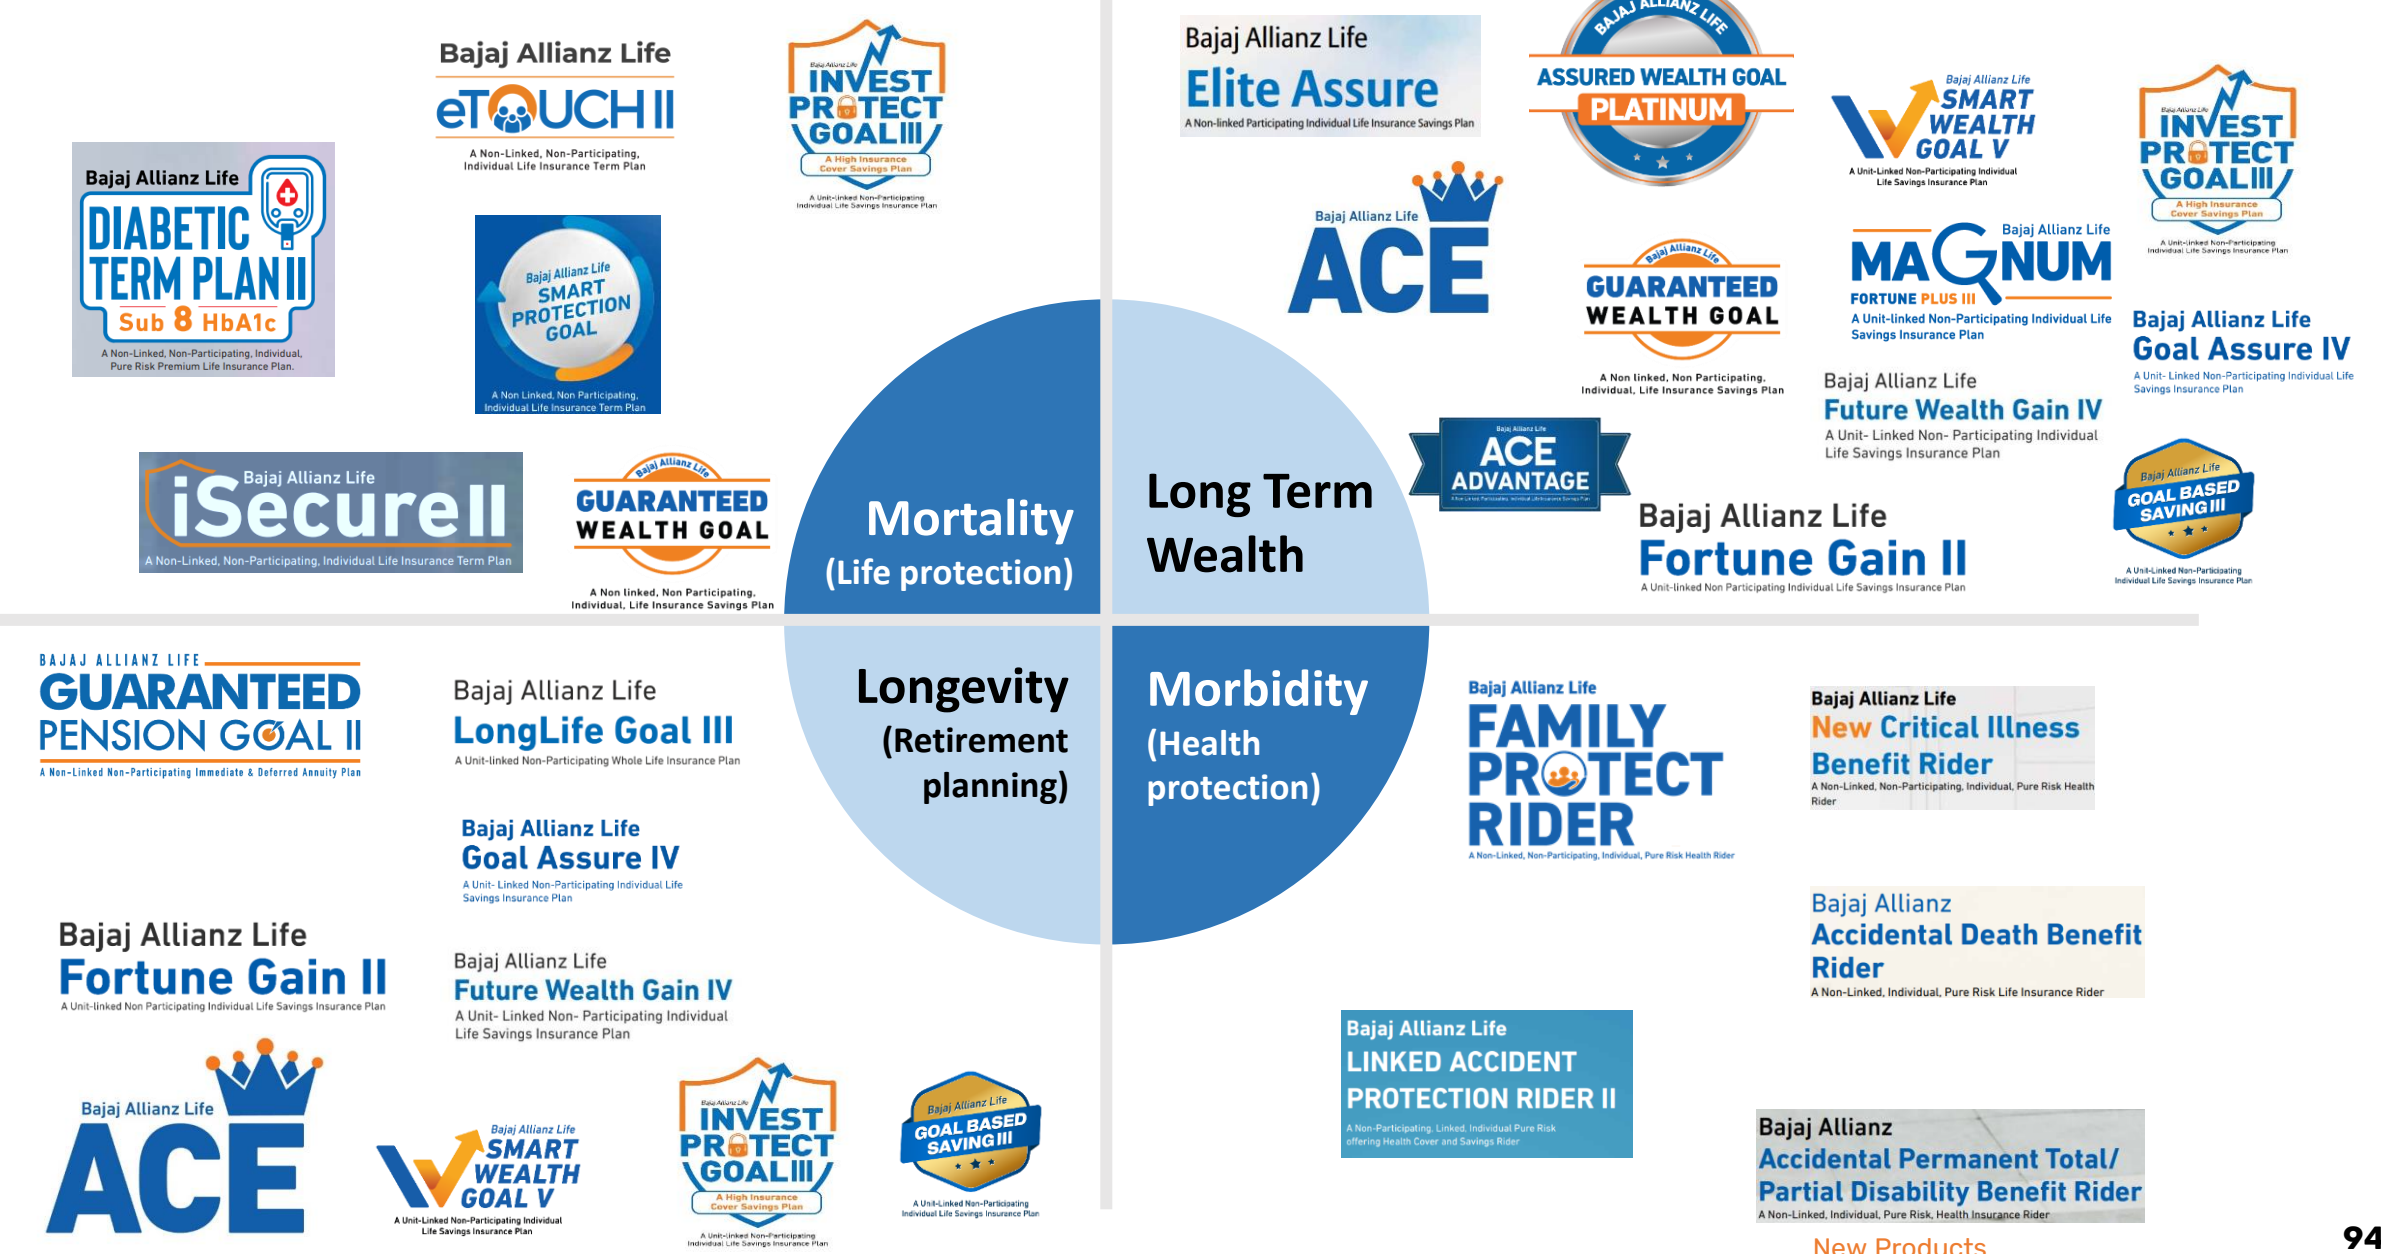 Bajaj Allianz Life
eTOUCH II
A Non-Linked, Non-Participating,
Individual Life Insurance Term Plan
Bajaj Allianz Life
INVEST
PROTECT
GOAL III
A High Insurance
Cover Savings Plan
A Unit-linked Non-Participating
Individual Life Savings Insurance Plan
Bajaj Allianz Life
DIABETIC
TERM PLAN II
Sub 8 HbA1c
A Non-Linked, Non-Participating, Individual,
Pure Risk Premium Life Insurance Plan.
Bajaj Allianz Life
SMART
PROTECTION
GOAL
A Non Linked, Non Participating,
Individual Life Insurance Term Plan
Bajaj Allianz Life
iSecure II
A Non-Linked, Non-Participating, Individual Life Insurance Term Plan
Bajaj Allianz Life
GUARANTEED
WEALTH GOAL
A Non linked, Non Participating,
Individual, Life Insurance Savings Plan
Mortality
(Life protection)
Bajaj Allianz Life
Elite Assure
A Non-linked Participating Individual Life Insurance Savings Plan
BAJAJ ALLIANZ LIFE
ASSURED WEALTH GOAL
PLATINUM
Bajaj Allianz Life
SMART
WEALTH
GOAL V
A Unit-Linked Non-Participating Individual
Life Savings Insurance Plan
Bajaj Allianz Life
INVEST
PROTECT
GOAL III
A High Insurance
Cover Savings Plan
A Unit-linked Non-Participating
Individual Life Savings Insurance Plan
Bajaj Allianz Life
ACE
Bajaj Allianz Life
GUARANTEED
WEALTH GOAL
A Non linked, Non Participating,
Individual, Life Insurance Savings Plan
Bajaj Allianz Life
MAGNUM
FORTUNE PLUS III
A Unit-linked Non-Participating Individual Life
Savings Insurance Plan
Bajaj Allianz Life
Goal Assure IV
A Unit- Linked Non-Participating Individual Life
Savings Insurance Plan
Bajaj Allianz Life
Future Wealth Gain IV
A Unit- Linked Non- Participating Individual
Life Savings Insurance Plan
Bajaj Allianz Life
ACE
ADVANTAGE
Bajaj Allianz Life
GOAL BASED
SAVING III
A Unit-Linked Non-Participating
Individual Life Savings Insurance Plan
Bajaj Allianz Life
Fortune Gain II
A Unit-linked Non Participating Individual Life Savings Insurance Plan
Long Term
Wealth
BAJAJ ALLIANZ LIFE
GUARANTEED
PENSION GOAL II
A Non-Linked Non-Participating Immediate & Deferred Annuity Plan
Bajaj Allianz Life
LongLife Goal III
A Unit-linked Non-Participating Whole Life Insurance Plan
Longevity
(Retirement
planning)
Bajaj Allianz Life
Goal Assure IV
A Unit- Linked Non-Participating Individual Life
Savings Insurance Plan
Bajaj Allianz Life
Fortune Gain II
A Unit-linked Non Participating Individual Life Savings Insurance Plan
Bajaj Allianz Life
Future Wealth Gain IV
A Unit- Linked Non- Participating Individual
Life Savings Insurance Plan
Bajaj Allianz Life
ACE
Bajaj Allianz Life
SMART
WEALTH
GOAL V
A Unit-Linked Non-Participating Individual
Life Savings Insurance Plan
Bajaj Allianz Life
INVEST
PROTECT
GOAL III
A High Insurance
Cover Savings Plan
A Unit-linked Non-Participating
Individual Life Savings Insurance Plan
Bajaj Allianz Life
GOAL BASED
SAVING III
A Unit-Linked Non-Participating
Individual Life Savings Insurance Plan
Morbidity
(Health
protection)
Bajaj Allianz Life
FAMILY
PROTECT
RIDER
A Non-Linked, Non-Participating, Individual, Pure Risk Health Rider
Bajaj Allianz Life
New Critical Illness
Benefit Rider
A Non-Linked, Non-Participating, Individual, Pure Risk Health
Rider
Bajaj Allianz
Accidental Death Benefit
Rider
A Non-Linked, Individual, Pure Risk Life Insurance Rider
Bajaj Allianz Life
LINKED ACCIDENT
PROTECTION RIDER II
A Non-Participating, Linked, Individual Pure Risk
offering Health Cover and Savings Rider
Bajaj Allianz
Accidental Permanent Total/
Partial Disability Benefit Rider
A Non-Linked, Individual, Pure Risk, Health Insurance Rider
New Products
94